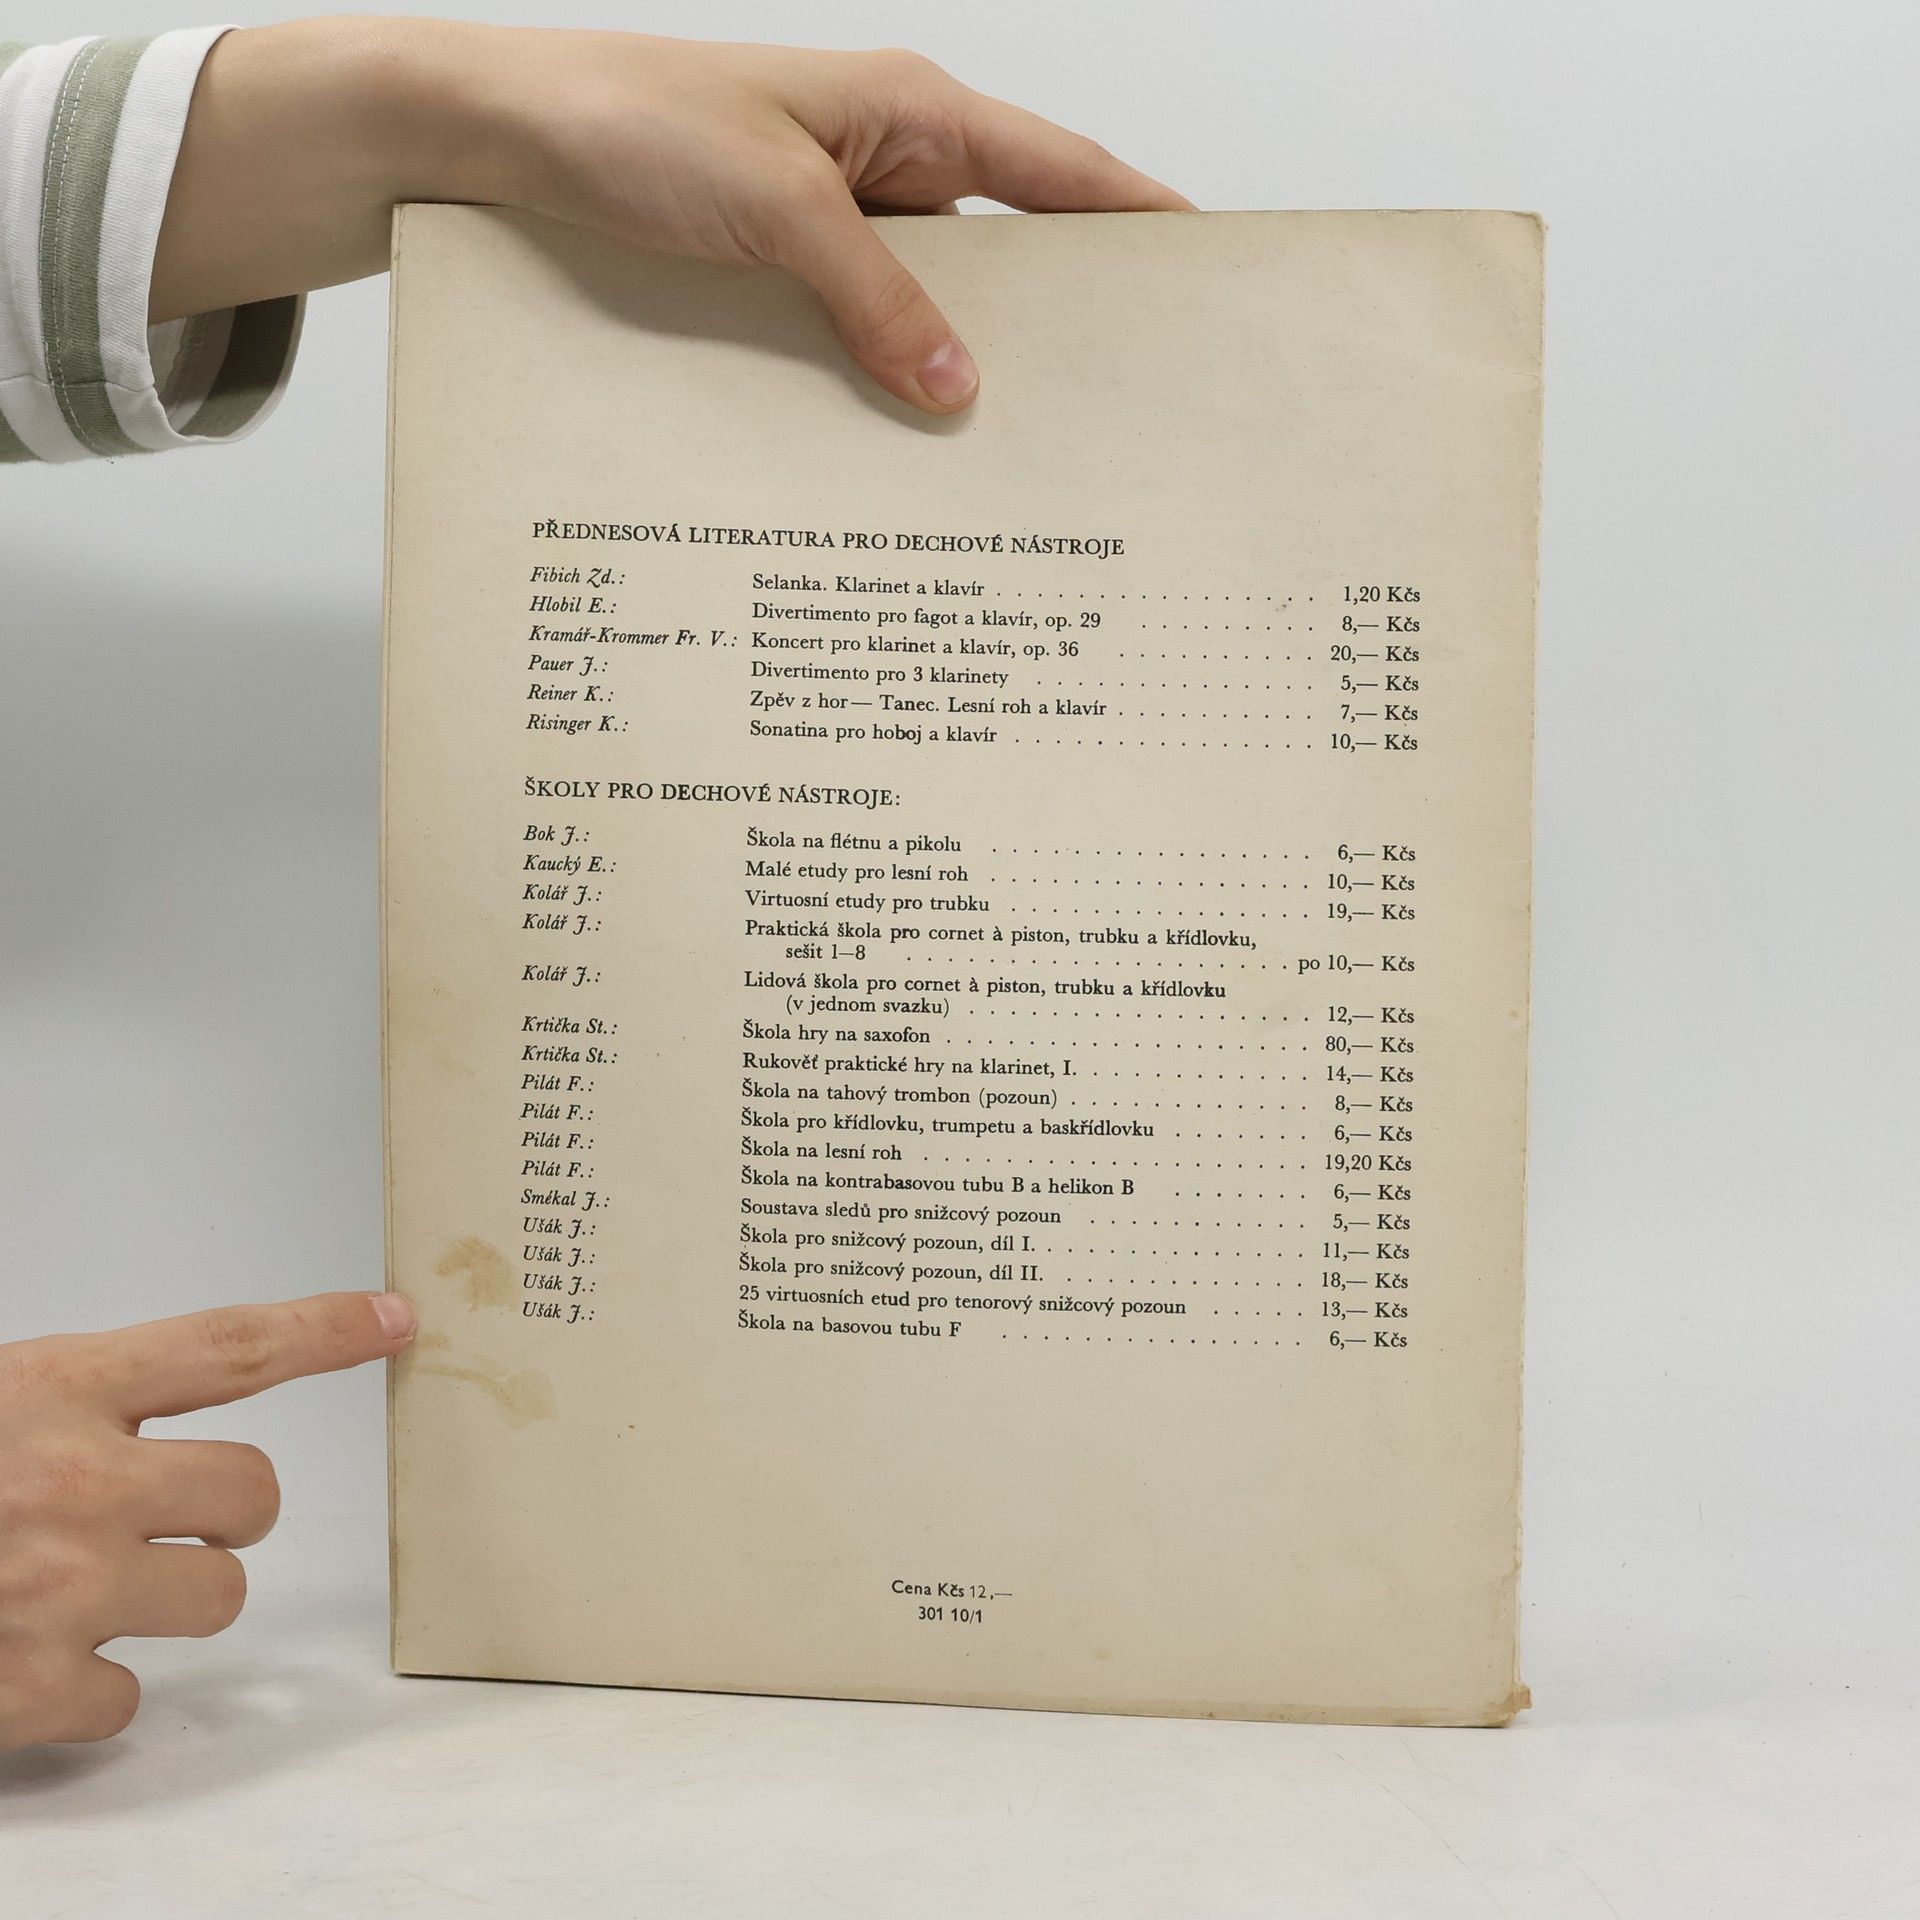 PŘEDNESOVÁ LITERATURA PRO DECHOVÉ NÁSTROJE
Fibich Zd.: Selanka. Klarinet a klavír . . . . . . . . . . . . . . . . 1,20 Kčs
Hlobil E.: Divertimento pro fagot a klavír, op. 29 . . . . . . . . . 8,— Kčs
Kramář-Krommer Fr. V.: Koncert pro klarinet a klavír, op. 36 . . . . . . . . . . 20,— Kčs
Pauer J.: Divertimento pro 3 klarinety . . . . . . . . . . . . . . 5,— Kčs
Reiner K.: Zpěv z hor— Tanec. Lesní roh a klavír . . . . . . . . . . 7,— Kčs
Risinger K.: Sonatina pro hoboj a klavír . . . . . . . . . . . . . . . 10,— Kčs
ŠKOLY PRO DECHOVÉ NÁSTROJE:
Bok J.: Škola na flétnu a pikolu . . . . . . . . . . . . . . . . 6,— Kčs
Kaucký E.: Malé etudy pro lesní roh . . . . . . . . . . . . . . . . 10,— Kčs
Kolář J.: Virtuosní etudy pro trubku . . . . . . . . . . . . . . . 19,— Kčs
Kolář J.: Praktická škola pro cornet à piston, trubku a křídlovku,
sešit 1—8 . . . . . . . . . . . . . . . . . . . po 10,— Kčs
Kolář J.: Lidová škola pro cornet à piston, trubku a křídlovku
(v jednom svazku) . . . . . . . . . . . . . . . . . 12,— Kčs
Krtička St.: Škola hry na saxofon . . . . . . . . . . . . . . . . . . 80,— Kčs
Krtička St.: Rukověť praktické hry na klarinet, I. . . . . . . . . . . . 14,— Kčs
Pilát F.: Škola na tahový trombon (pozoun) . . . . . . . . . . . . 8,— Kčs
Pilát F.: Škola pro křídlovku, trumpetu a baskřídlovku . . . . . . . 6,— Kčs
Pilát F.: Škola na lesní roh . . . . . . . . . . . . . . . . . . . 19,20 Kčs
Pilát F.: Škola na kontrabasovou tubu B a helikon B . . . . . . . 6,— Kčs
Smékal J.: Soustava sledů pro snižcový pozoun . . . . . . . . . . . 5,— Kčs
Ušák J.: Škola pro snižcový pozoun, díl I. . . . . . . . . . . . . . 11,— Kčs
Ušák J.: Škola pro snižcový pozoun, díl II. . . . . . . . . . . . . 18,— Kčs
Ušák J.: 25 virtuosních etud pro tenorový snižcový pozoun . . . . . 13,— Kčs
Ušák J.: Škola na basovou tubu F . . . . . . . . . . . . . . . 6,— Kčs
Cena Kčs 12,—
301 10/1